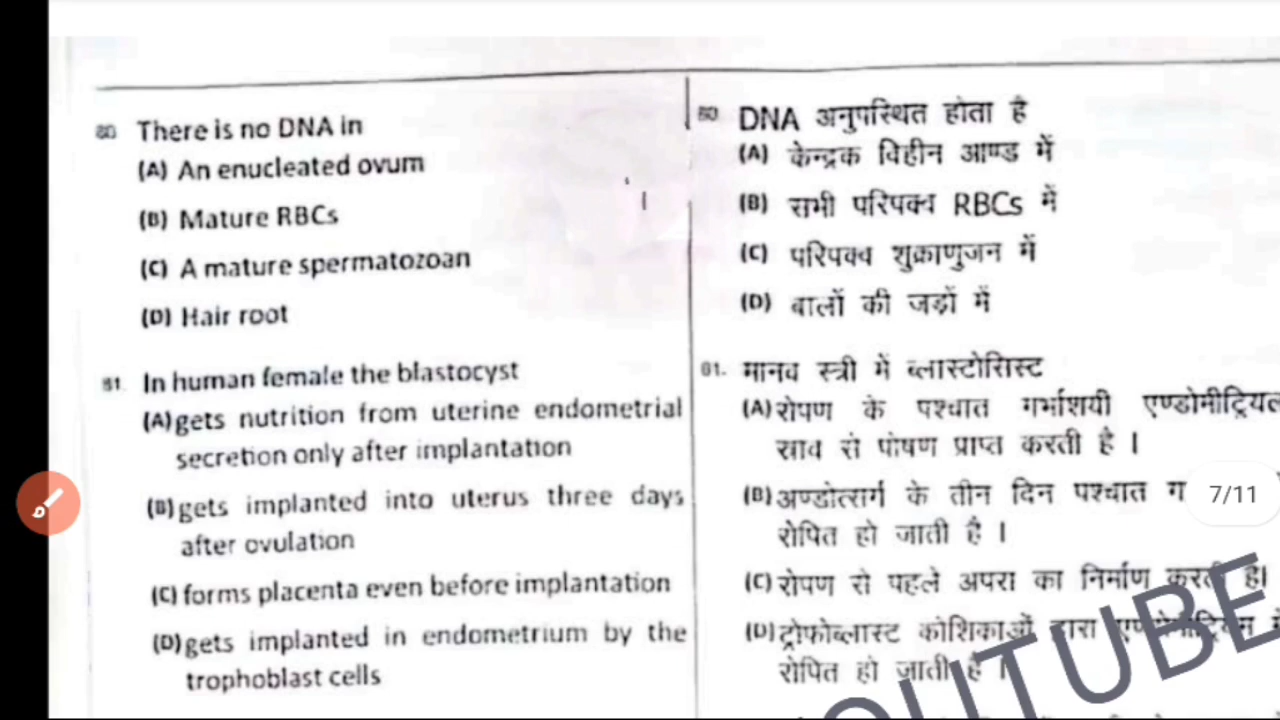 80 There is no DNA in
(A) An enucleated ovum
(B) Mature RBCs
(C) A mature spermatozoan
(D) Hair root
81 In human female the blastocyst
(A) gets nutrition from uterine endometrial
secretion only after implantation
(B) gets implanted into uterus three days
after ovulation
(C) forms placenta even before implantation
(D) gets implanted in endometrium by the
trophoblast cells
80. DNA अनुपस्थित होता है
(A) केन्द्रक विहीन आण्ड में
(B) सभी परिपक्व RBCs में
(C) परिपक्व शुक्राणुजन में
(D) बालों की जड़ों में
81. मानव स्त्री में ब्लास्टोसिस्ट
(A) रोपण के पश्चात गर्भाशयी एण्डोमीट्रियल
स्राव से पोषण प्राप्त करती है ।
(B) अण्डोत्सर्ग के तीन दिन पश्चात
रोपित हो जाती है ।
(C) रोपण से पहले अपरा का निर्माण करती है।
(D) ट्रोफोब्लास्ट कोशिकाओं द्वारा
रोपित हो जाती है ।
7/11
OUTUBE